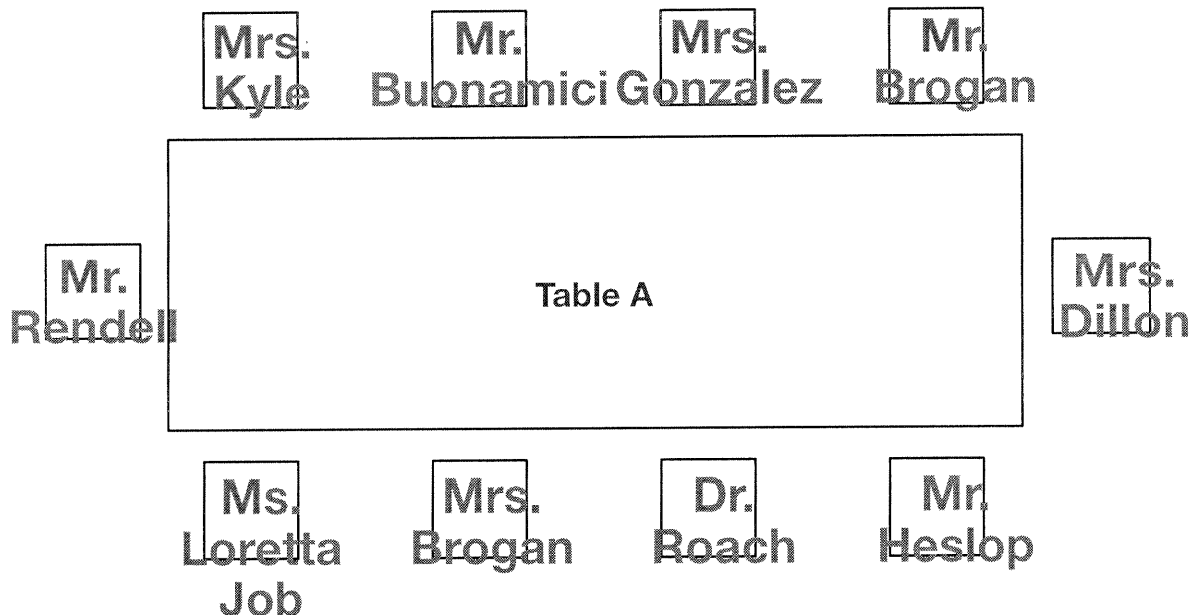 Mrs.
Kyle
Mr.
Buonamici
Mrs.
Gonzalez
Mr.
Brogan
Mr.
Rendell
Table A
Mrs.
Dillon
Ms.
Loretta
Job
Mrs.
Brogan
Dr.
Roach
Mr.
Heslop